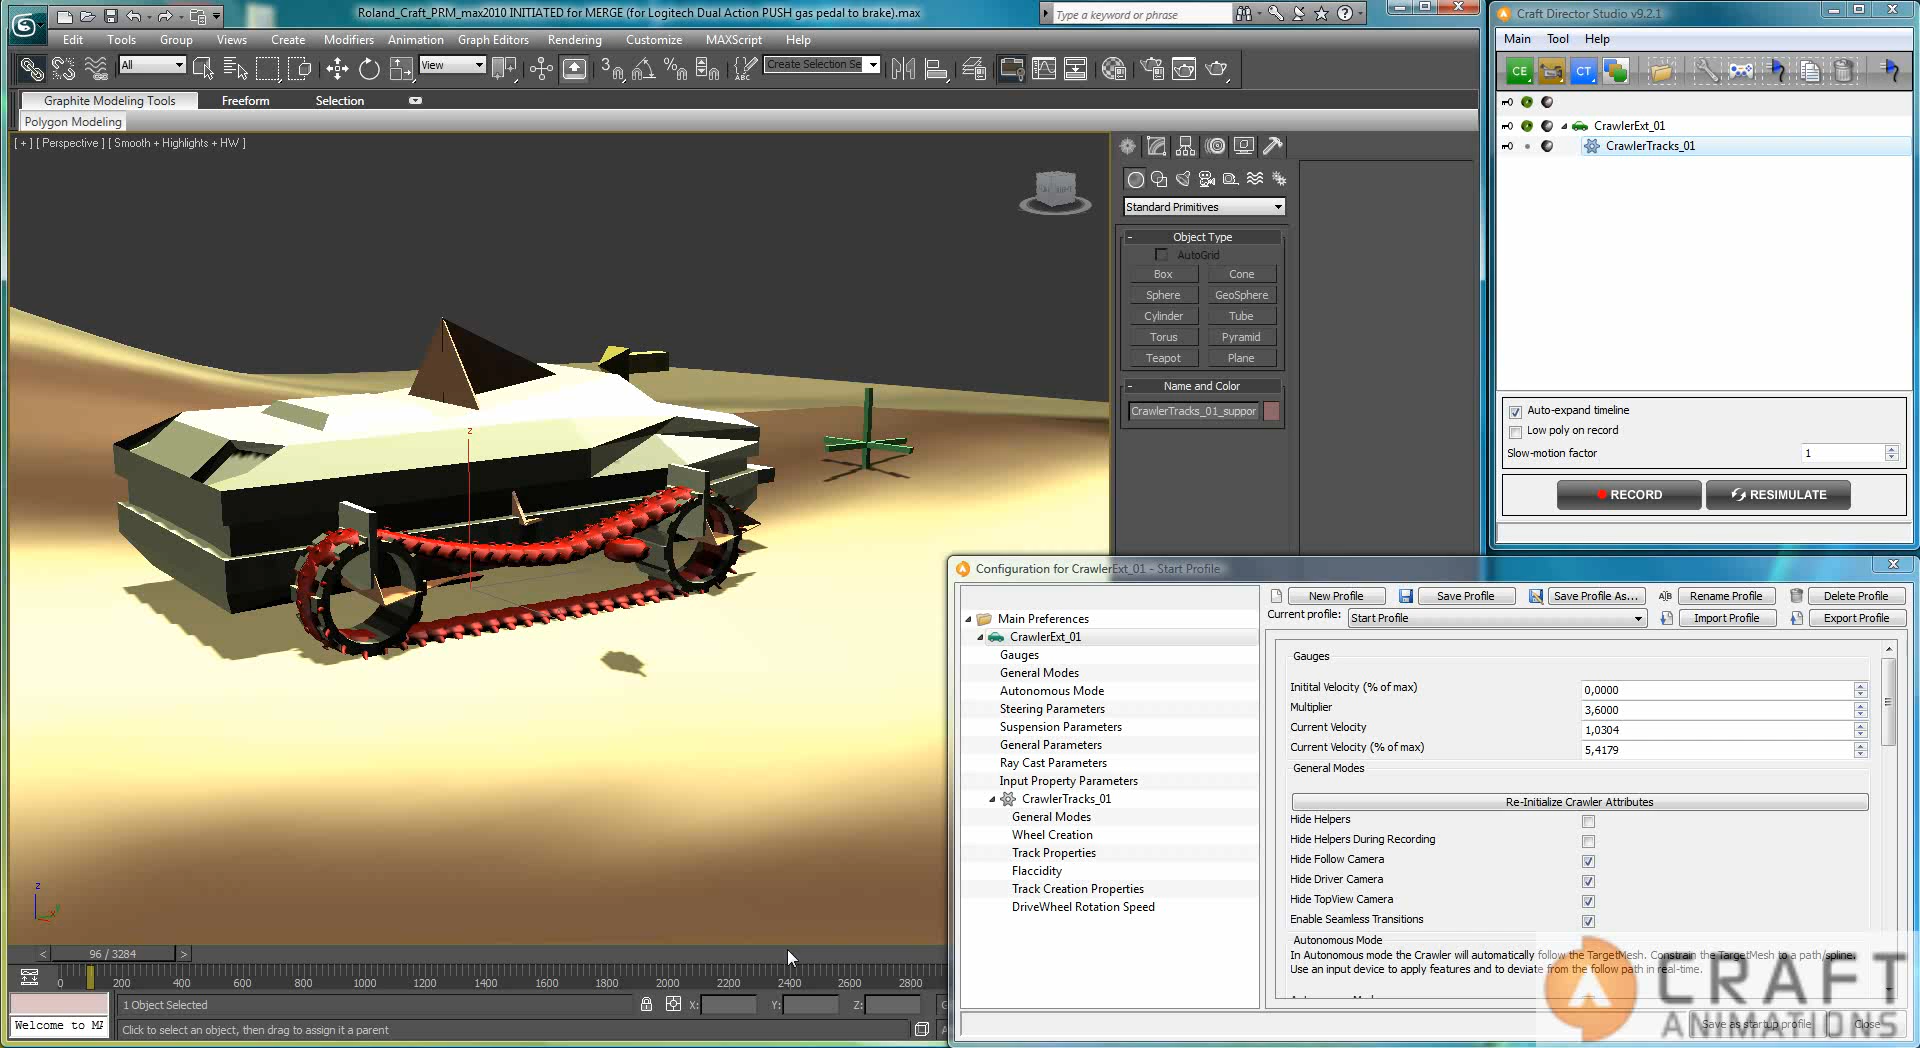 Roland_Craft_PRM_max2010 INITIATED for MERGE (for Logitech Dual Action PUSH gas pedal to brake).max
Type a keyword or phrase
Edit Tools Group Views Create Modifiers Animation Graph Editors Rendering Customize MAXScript Help
All
View
Create Selection Se
Graphite Modeling Tools Freeform Selection
Polygon Modeling
[ + ] [ Perspective ] [ Smooth + Highlights + HW ]
Standard Primitives
- Object Type
AutoGrid
Box Cone
Sphere GeoSphere
Cylinder Tube
Torus Pyramid
Teapot Plane
- Name and Color
CrawlerTracks_01_suppor
z
z
x
y
< 96 / 3284 >
0 200 400 600 800 1000 1200 1400 1600 1800 2000 2200 2400 2600 2800
1 Object Selected
X: Y: Z:
Welcome to MA
Click to select an object, then drag to assign it a parent
Craft Director Studio v9.2.1
Main Tool Help
CE CT
CrawlerExt_01
CrawlerTracks_01
Auto-expand timeline
Low poly on record
Slow-motion factor 1
RECORD RESIMULATE
Configuration for CrawlerExt_01 - Start Profile
New Profile Save Profile Save Profile As... Rename Profile Delete Profile
Current profile: Start Profile Import Profile Export Profile
Main Preferences
CrawlerExt_01
Gauges
General Modes
Autonomous Mode
Steering Parameters
Suspension Parameters
General Parameters
Ray Cast Parameters
Input Property Parameters
CrawlerTracks_01
General Modes
Wheel Creation
Track Properties
Flaccidity
Track Creation Properties
DriveWheel Rotation Speed
Gauges
Initital Velocity (% of max) 0,0000
Multiplier 3,6000
Current Velocity 1,0304
Current Velocity (% of max) 5,4179
General Modes
Re-Initialize Crawler Attributes
Hide Helpers
Hide Helpers During Recording
Hide Follow Camera
Hide Driver Camera
Hide TopView Camera
Enable Seamless Transitions
Autonomous Mode
In Autonomous mode the Crawler will automatically follow the TargetMesh. Constrain the TargetMesh to a path/spline.
Use an input device to apply features and to deviate from the follow path in real-time.
Save as startup profile Close
CRAFT
ANIMATIONS